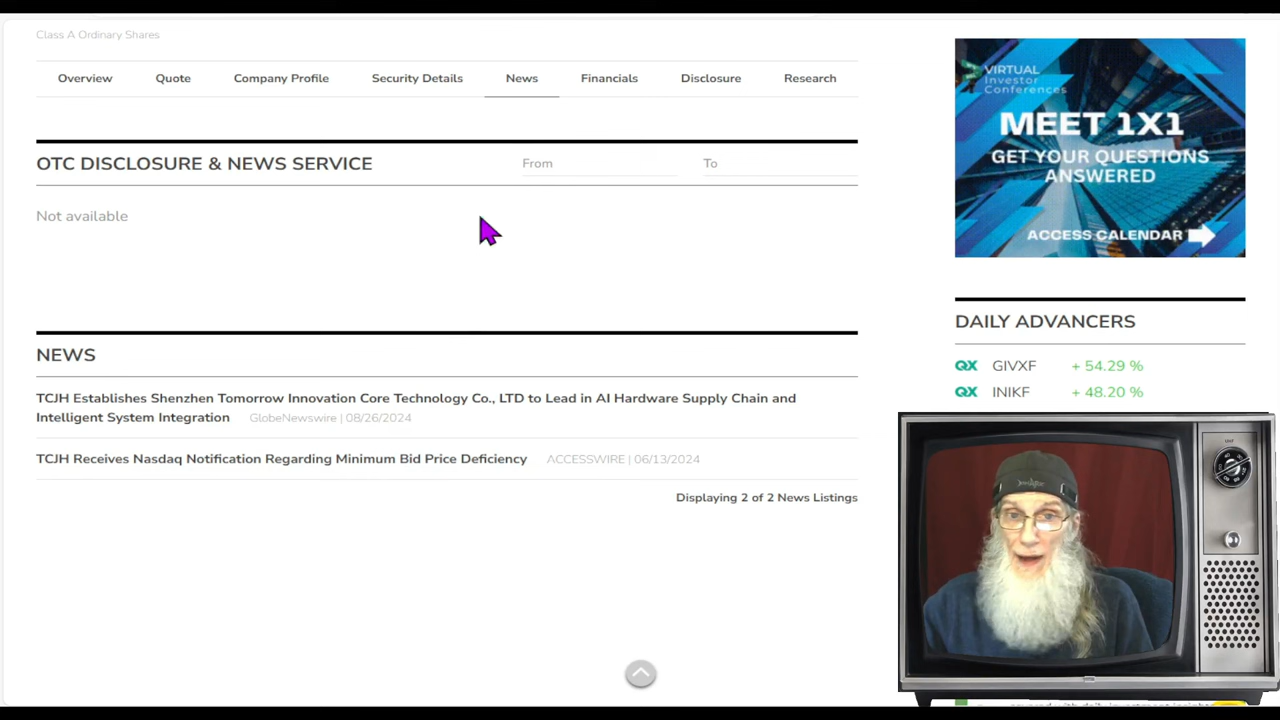 Class A Ordinary Shares
Overview Quote Company Profile Security Details News Financials Disclosure Research
OTC DISCLOSURE & NEWS SERVICE From To
Not available
NEWS
TCJH Establishes Shenzhen Tomorrow Innovation Core Technology Co., LTD to Lead in AI Hardware Supply Chain and
Intelligent System Integration GlobeNewswire | 08/26/2024
TCJH Receives Nasdaq Notification Regarding Minimum Bid Price Deficiency ACCESSWIRE | 06/13/2024
Displaying 2 of 2 News Listings
VIRTUAL
Investor
Conferences
MEET 1X1
GET YOUR QUESTIONS
ANSWERED
ACCESS CALENDAR
DAILY ADVANCERS
QX GIVXF + 54.29 %
QX INIKF + 48.20 %